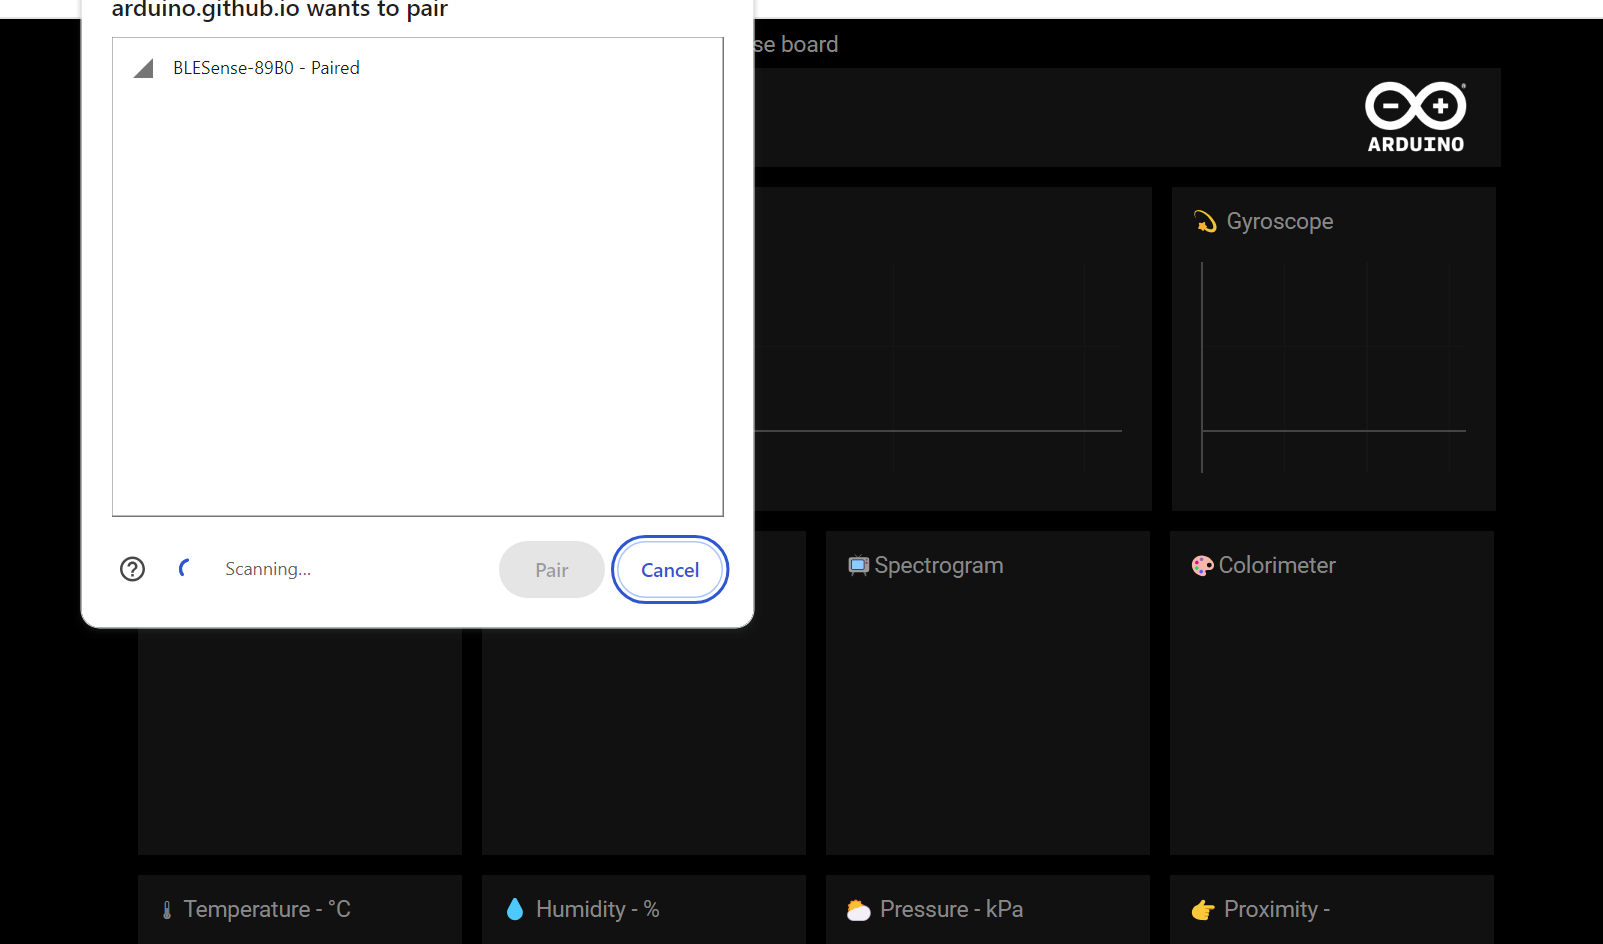 arduino.github.io wants to pair
BLESense-89B0 - Paired
Scanning...
Pair
Cancel
se board
ARDUINO
Gyroscope
Spectrogram
Colorimeter
Temperature - °C
Humidity - %
Pressure - kPa
Proximity -